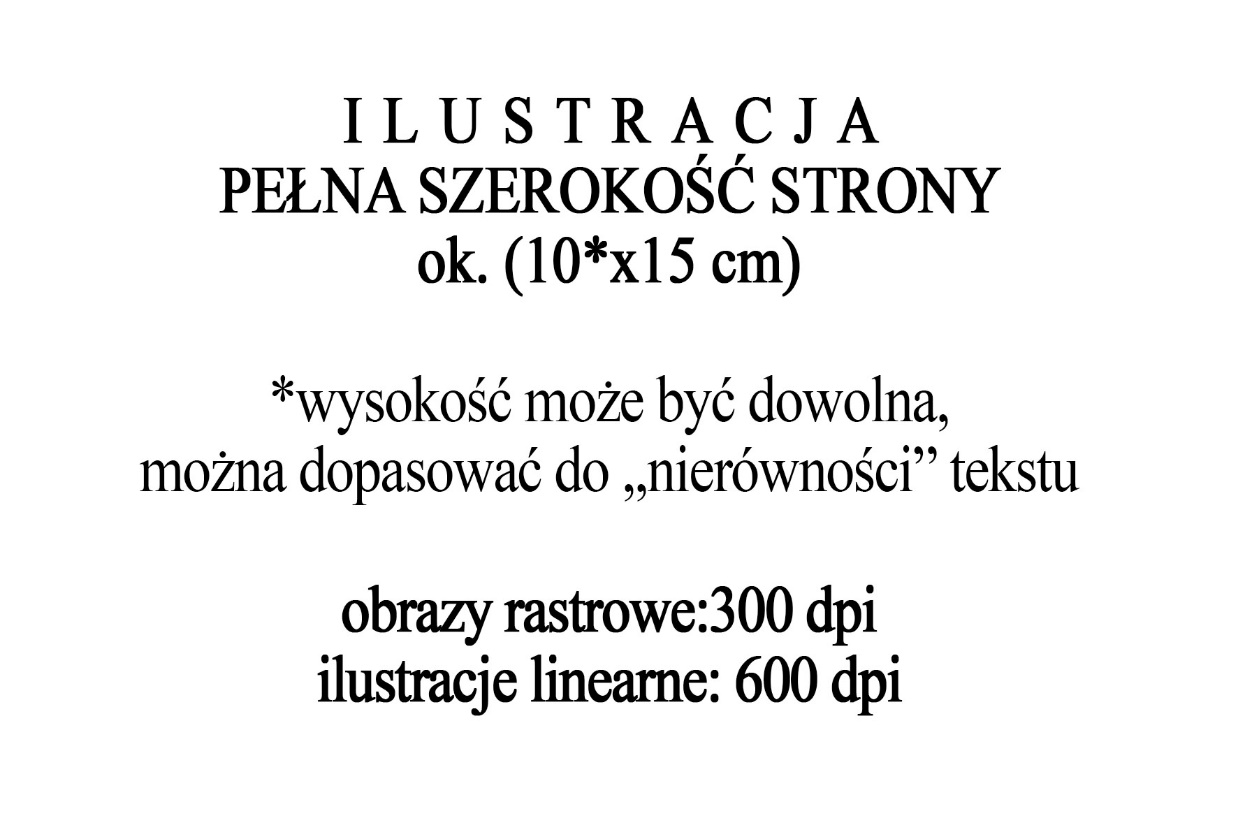 ILUSTRACJA
PEŁNA SZEROKOŚĆ STRONY
ok. (10*x15 cm)
*wysokość może być dowolna,
można dopasować do „nierówności” tekstu
obrazy rastrowe:300 dpi
ilustracje linearne: 600 dpi